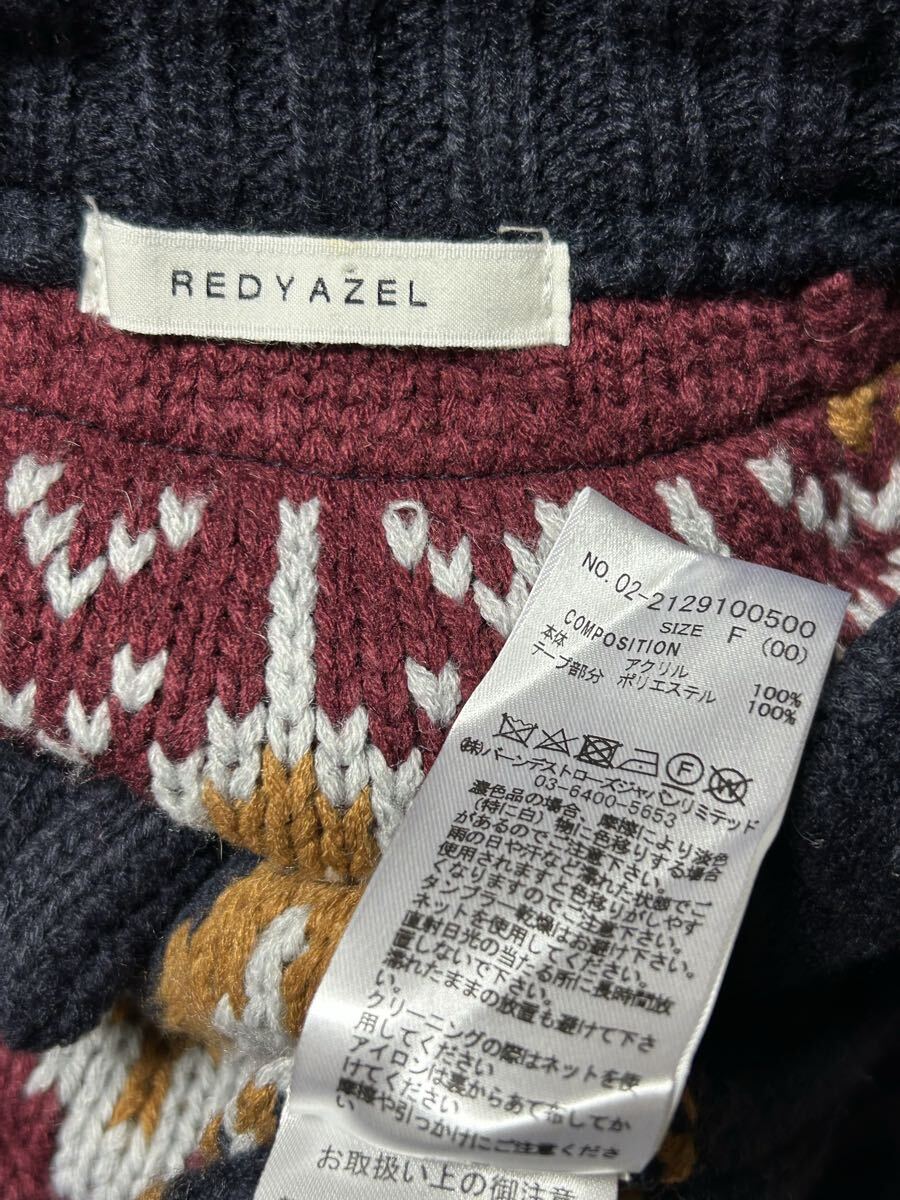 REDYAZEL
NO. 02-2129100500
SIZE F (00)
COMPOSITION
本体 アクリル 100%
テープ部分 ポリエステル 100%
F W
(株)バーンデストローズジャパンリミテッド
03-6400-5653
濃色品の場合、摩擦により淡色
(特に白)物に色移りする場合
があるのでご注意下さい。
雨の日や汗など濡れた状態でご
使用されますと色移りがしやす
くなりますのでご注意下さい。
タンブラー乾燥はお避け下さい。
ネットを使用してください。
直射日光の当たる所に長時間放
置しないで下さい。
濡れたままの放置も避けて下さ
い。
クリーニングの際はネットを使
用してください
アイロンは裏からあて布してか
けてください
摩擦や引っかけにご注意くださ
い
お取扱い上の御注意